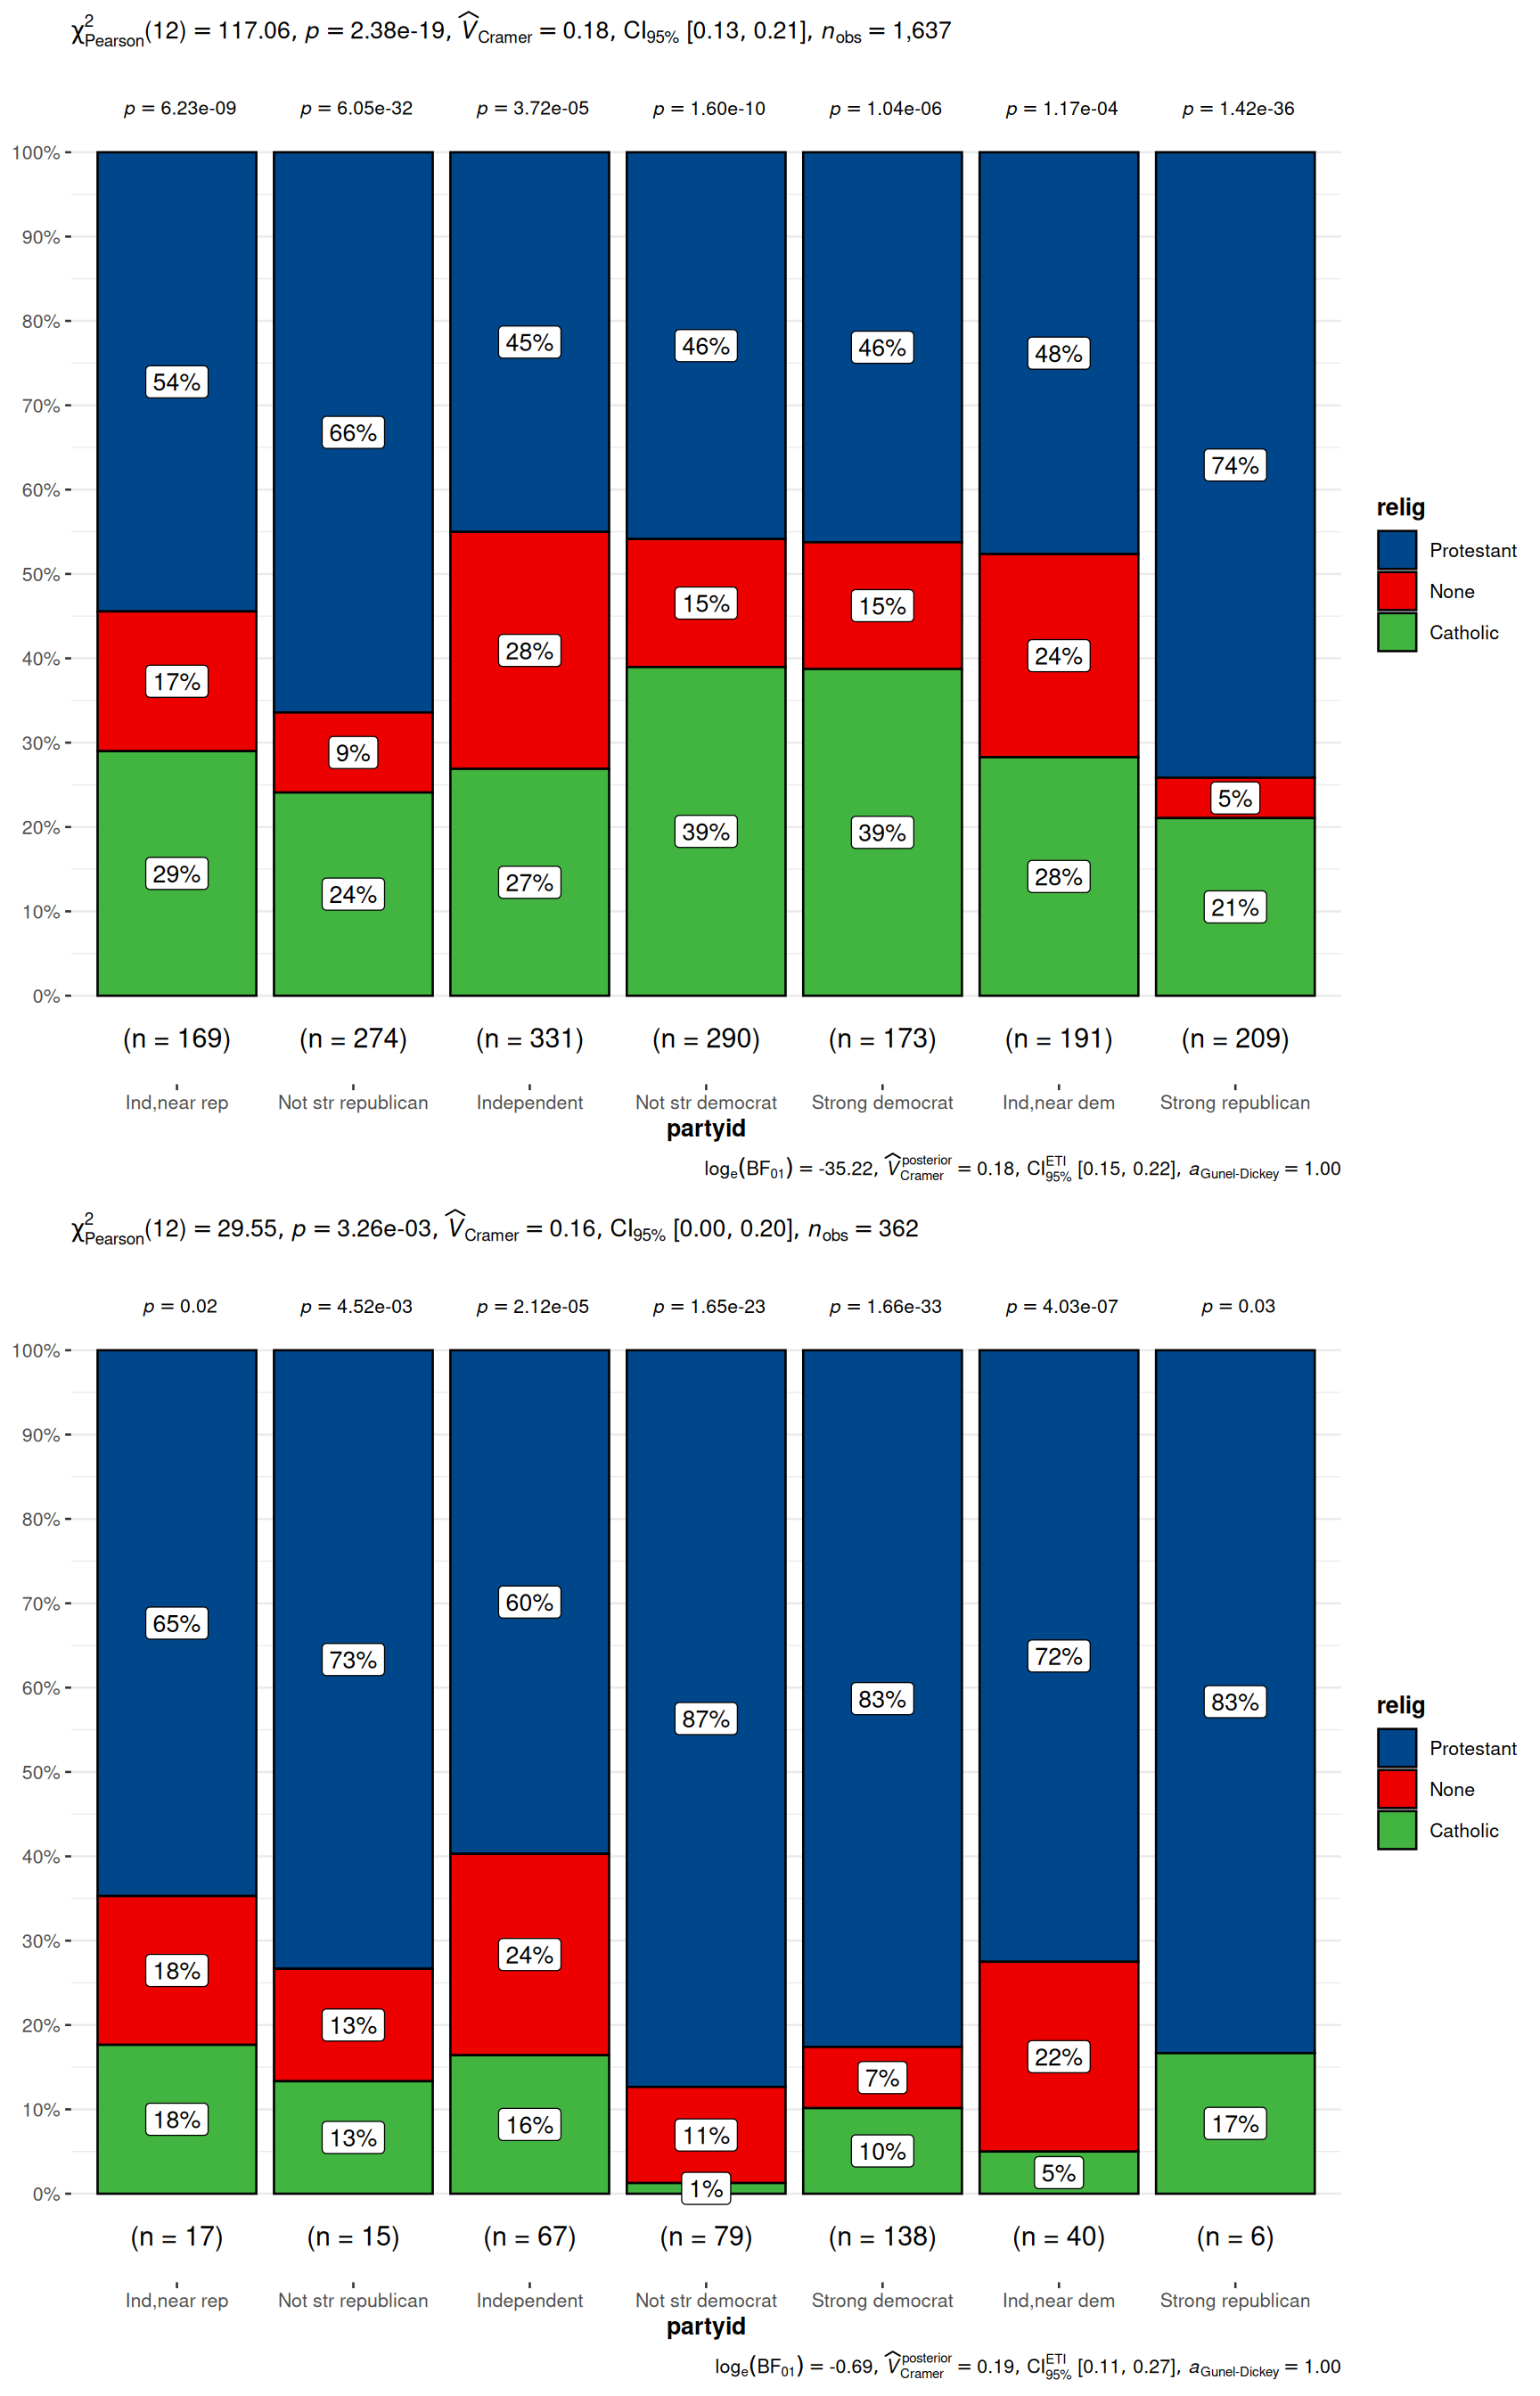 χ²Pearson(12) = 117.06, p = 2.38e-19, V̂Cramer = 0.18, CI95% [0.13, 0.21], nobs = 1,637
p = 6.23e-09 p = 6.05e-32 p = 3.72e-05 p = 1.60e-10 p = 1.04e-06 p = 1.17e-04 p = 1.42e-36
100%
90%
80%
70%
60%
50%
40%
30%
20%
10%
0%
54% 66% 45% 46% 46% 48% 74%
17% 9% 28% 15% 15% 24% 5%
29% 24% 27% 39% 39% 28% 21%
relig
Protestant
None
Catholic
(n = 169) (n = 274) (n = 331) (n = 290) (n = 173) (n = 191) (n = 209)
Ind,near rep Not str republican Independent Not str democrat Strong democrat Ind,near dem Strong republican
partyid
loge(BF01) = -35.22, V̂posterior Cramer = 0.18, CIETI 95% [0.15, 0.22], aGunel-Dickey = 1.00
χ²Pearson(12) = 29.55, p = 3.26e-03, V̂Cramer = 0.16, CI95% [0.00, 0.20], nobs = 362
p = 0.02 p = 4.52e-03 p = 2.12e-05 p = 1.65e-23 p = 1.66e-33 p = 4.03e-07 p = 0.03
100%
90%
80%
70%
60%
50%
40%
30%
20%
10%
0%
65% 73% 60% 87% 83% 72% 83%
18% 13% 24% 11% 7% 22%
18% 13% 16% 1% 10% 5% 17%
relig
Protestant
None
Catholic
(n = 17) (n = 15) (n = 67) (n = 79) (n = 138) (n = 40) (n = 6)
Ind,near rep Not str republican Independent Not str democrat Strong democrat Ind,near dem Strong republican
partyid
loge(BF01) = -0.69, V̂posterior Cramer = 0.19, CIETI 95% [0.11, 0.27], aGunel-Dickey = 1.00